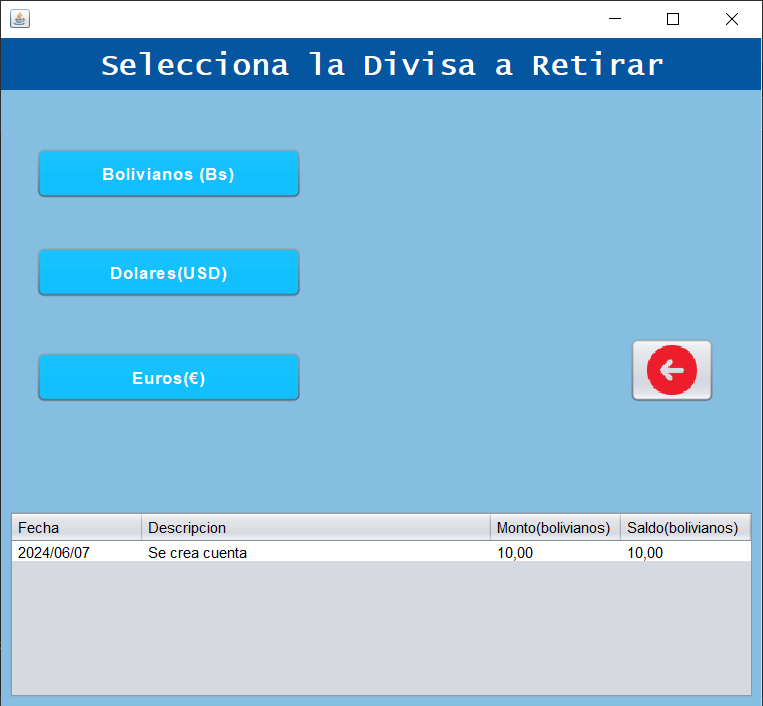 Selecciona la Divisa a Retirar
Bolivianos (Bs)
Dolares(USD)
Euros(€)
Fecha Descripcion Monto(bolivianos) Saldo(bolivianos)
2024/06/07 Se crea cuenta 10,00 10,00